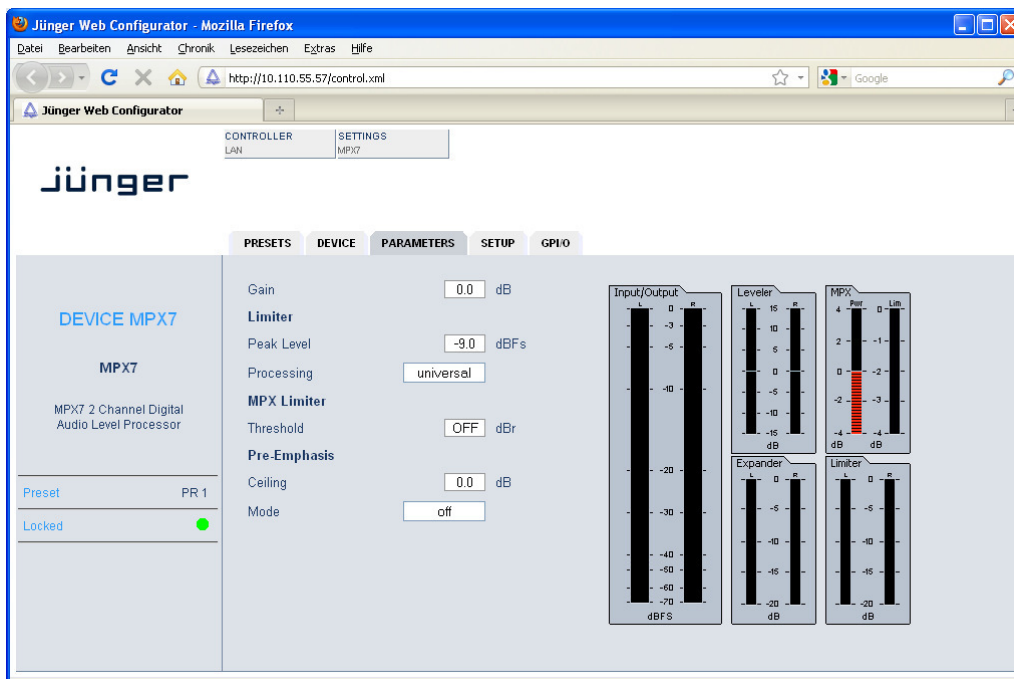 Jünger Web Configurator - Mozilla Firefox
Datei Bearbeiten Ansicht Chronik Lesezeichen Extras Hilfe
http://10.110.55.57/control.xml
Google
Jünger Web Configurator
CONTROLLER SETTINGS
LAN MPX7
jünger
PRESETS DEVICE PARAMETERS SETUP GPI/O
DEVICE MPX7
MPX7
MPX7 2 Channel Digital
Audio Level Processor
Preset PR 1
Locked
Gain 0.0 dB
Limiter
Peak Level -9.0 dBFs
Processing universal
MPX Limiter
Threshold OFF dBr
Pre-Emphasis
Ceiling 0.0 dB
Mode off
Input/Output
L R
0
-3
-6
-10
-20
-30
-40
-50
-60
-70
dBFS
Leveler
L R
15
10
5
0
-5
-10
-15
dB
MPX
Pwr Lim
4 0
2 -1
0 -2
-2 -3
-4 -4
dB dB
Expander
L R
0
-5
-10
-15
-20
dB
Limiter
L R
0
-5
-10
-15
-20
dB